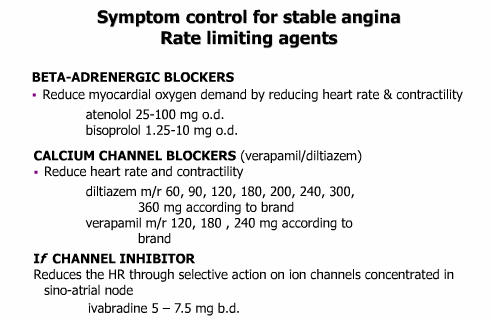 Symptom control for stable angina
Rate limiting agents
BETA-ADRENERGIC BLOCKERS
▪ Reduce myocardial oxygen demand by reducing heart rate & contractility
atenolol 25-100 mg o.d.
bisoprolol 1.25-10 mg o.d.
CALCIUM CHANNEL BLOCKERS (verapamil/diltiazem)
▪ Reduce heart rate and contractility
diltiazem m/r 60, 90, 120, 180, 200, 240, 300,
360 mg according to brand
verapamil m/r 120, 180 , 240 mg according to
brand
If CHANNEL INHIBITOR
Reduces the HR through selective action on ion channels concentrated in
sino-atrial node
ivabradine 5 – 7.5 mg b.d.